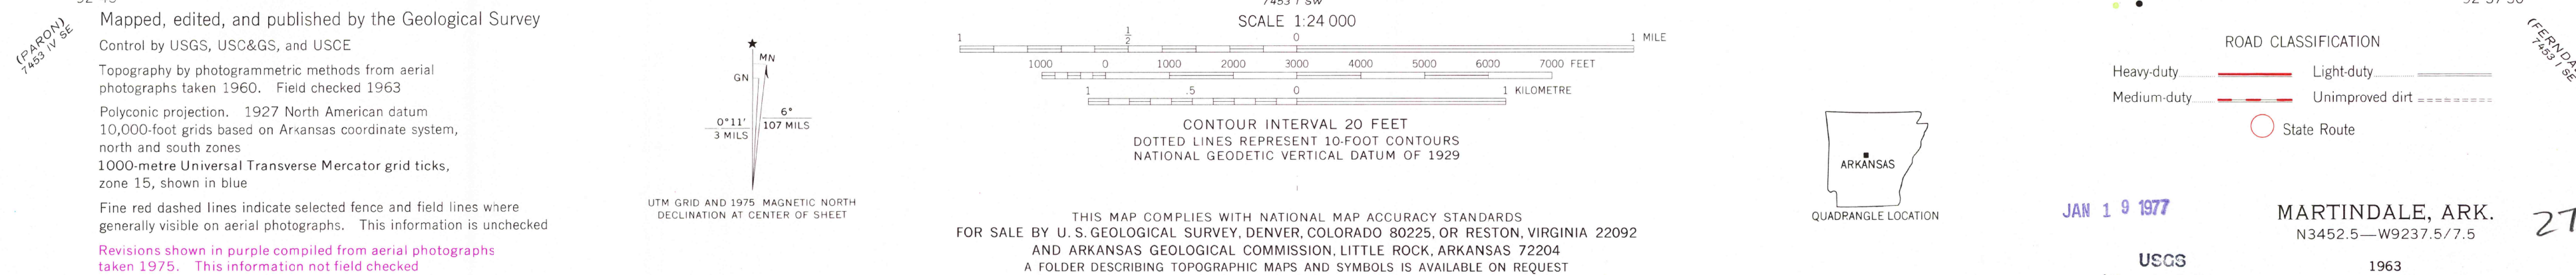 (PARON)
7453 IV SE
Mapped, edited, and published by the Geological Survey
Control by USGS, USC&GS, and USCE
Topography by photogrammetric methods from aerial
photographs taken 1960. Field checked 1963
Polyconic projection. 1927 North American datum
10,000-foot grids based on Arkansas coordinate system,
north and south zones
1000-metre Universal Transverse Mercator grid ticks,
zone 15, shown in blue
Fine red dashed lines indicate selected fence and field lines where
generally visible on aerial photographs. This information is unchecked
Revisions shown in purple compiled from aerial photographs
taken 1975. This information not field checked
★
MN
GN
0°11'
3 MILS
6°
107 MILS
UTM GRID AND 1975 MAGNETIC NORTH
DECLINATION AT CENTER OF SHEET
7453 I SW
SCALE 1:24 000
1 1/2 0 1 MILE
1000 0 1000 2000 3000 4000 5000 6000 7000 FEET
1 .5 0 1 KILOMETRE
CONTOUR INTERVAL 20 FEET
DOTTED LINES REPRESENT 10-FOOT CONTOURS
NATIONAL GEODETIC VERTICAL DATUM OF 1929
THIS MAP COMPLIES WITH NATIONAL MAP ACCURACY STANDARDS
FOR SALE BY U. S. GEOLOGICAL SURVEY, DENVER, COLORADO 80225, OR RESTON, VIRGINIA 22092
AND ARKANSAS GEOLOGICAL COMMISSION, LITTLE ROCK, ARKANSAS 72204
A FOLDER DESCRIBING TOPOGRAPHIC MAPS AND SYMBOLS IS AVAILABLE ON REQUEST
ARKANSAS
QUADRANGLE LOCATION
ROAD CLASSIFICATION
Heavy-duty Light-duty
Medium-duty Unimproved dirt
State Route
7453 I SE
JAN 19 1977
USGS
MARTINDALE, ARK.
N3452.5—W9237.5/7.5
1963